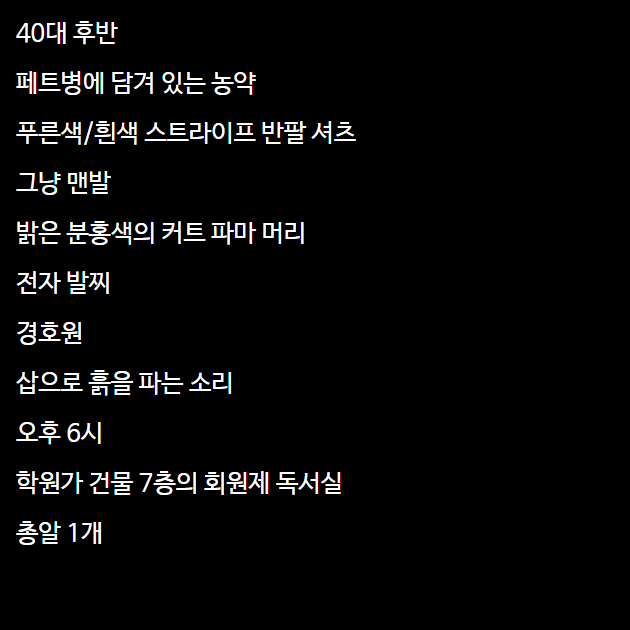 40대 후반
페트병에 담겨 있는 농약
푸른색/흰색 스트라이프 반팔 셔츠
그냥 맨발
밝은 분홍색의 커트 파마 머리
전자 발찌
경호원
삽으로 흙을 파는 소리
오후 6시
학원가 건물 7층의 회원제 독서실
총알 1개